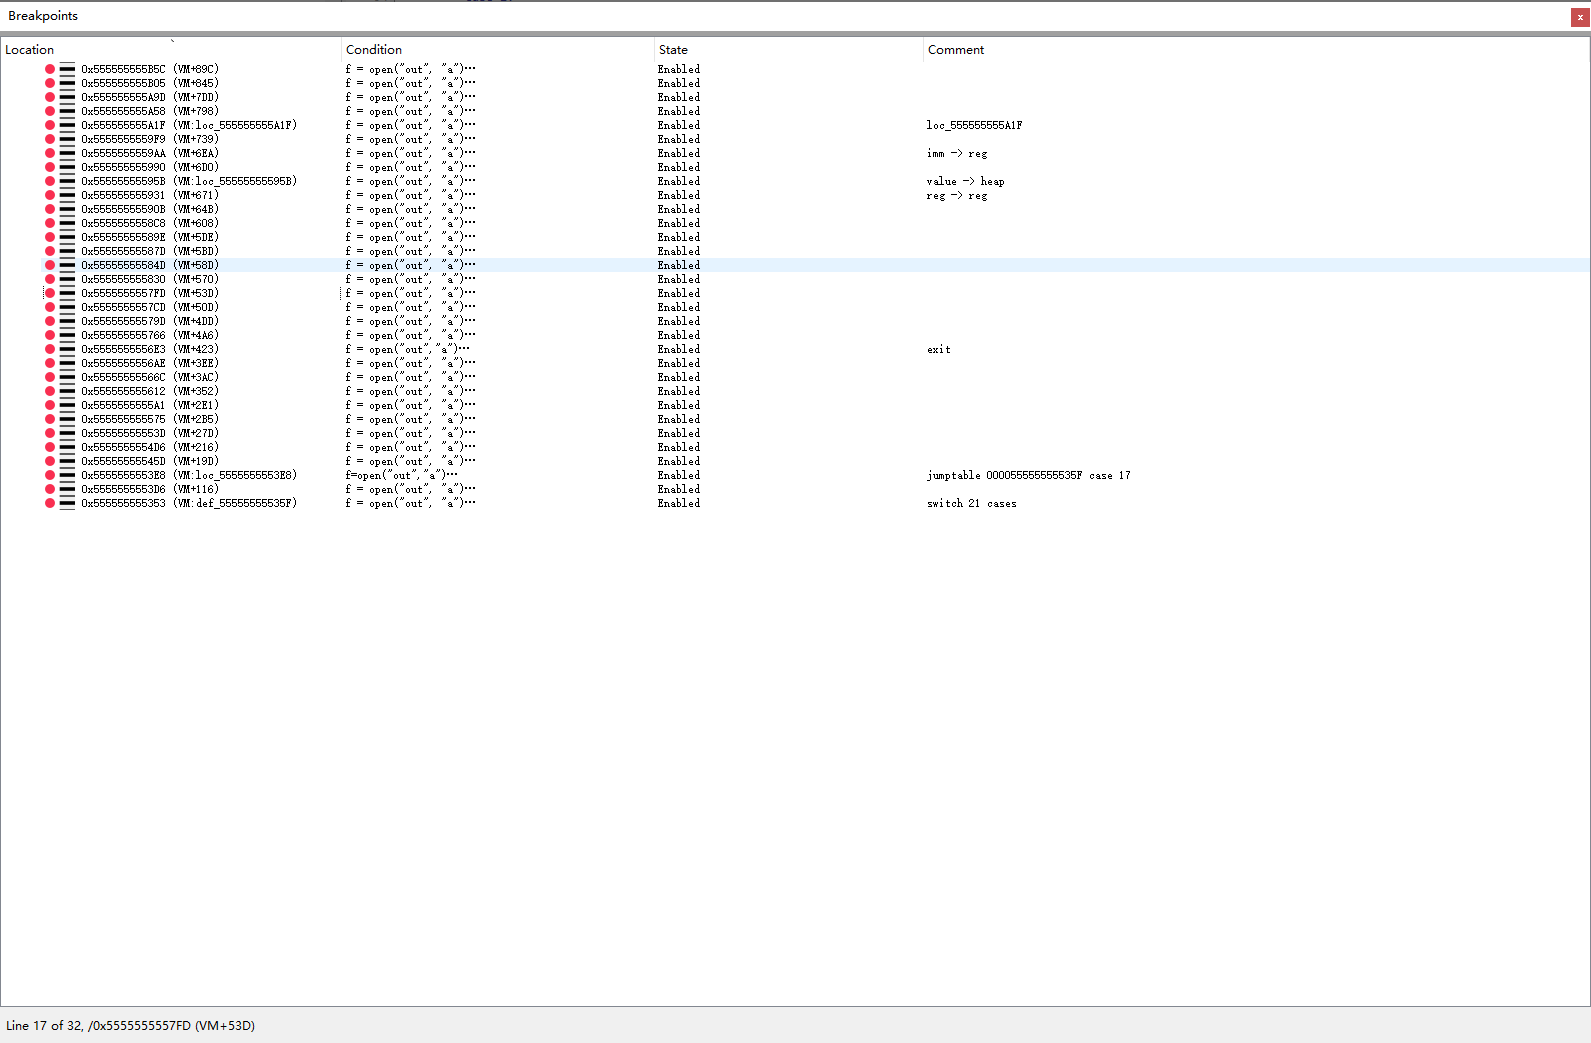 Breakpoints
x
Location Condition State Comment
0x555555555B5C (VM+89C) f = open("out", "a")··· Enabled
0x555555555B05 (VM+845) f = open("out", "a")··· Enabled
0x555555555A9D (VM+7DD) f = open("out", "a")··· Enabled
0x555555555A58 (VM+798) f = open("out", "a")··· Enabled
0x555555555A1F (VM:loc_555555555A1F) f = open("out", "a")··· Enabled loc_555555555A1F
0x5555555559F9 (VM+739) f = open("out", "a")··· Enabled
0x5555555559AA (VM+6EA) f = open("out", "a")··· Enabled imm -> reg
0x555555555990 (VM+6D0) f = open("out", "a")··· Enabled
0x55555555595B (VM:loc_55555555595B) f = open("out", "a")··· Enabled value -> heap
0x555555555931 (VM+671) f = open("out", "a")··· Enabled reg -> reg
0x55555555590B (VM+64B) f = open("out", "a")··· Enabled
0x5555555558C8 (VM+608) f = open("out", "a")··· Enabled
0x55555555589E (VM+5DE) f = open("out", "a")··· Enabled
0x55555555587D (VM+5BD) f = open("out", "a")··· Enabled
0x55555555584D (VM+58D) f = open("out", "a")··· Enabled
0x555555555830 (VM+570) f = open("out", "a")··· Enabled
0x5555555557FD (VM+53D) f = open("out", "a")··· Enabled
0x5555555557CD (VM+50D) f = open("out", "a")··· Enabled
0x55555555579D (VM+4DD) f = open("out", "a")··· Enabled
0x555555555766 (VM+4A6) f = open("out", "a")··· Enabled
0x5555555556E3 (VM+423) f = open("out","a")··· Enabled exit
0x5555555556AE (VM+3EE) f = open("out", "a")··· Enabled
0x55555555566C (VM+3AC) f = open("out", "a")··· Enabled
0x555555555612 (VM+352) f = open("out", "a")··· Enabled
0x5555555555A1 (VM+2E1) f = open("out", "a")··· Enabled
0x555555555575 (VM+2B5) f = open("out", "a")··· Enabled
0x55555555553D (VM+27D) f = open("out", "a")··· Enabled
0x5555555554D6 (VM+216) f = open("out", "a")··· Enabled
0x55555555545D (VM+19D) f = open("out", "a")··· Enabled
0x5555555553E8 (VM:loc_5555555553E8) f=open("out","a")··· Enabled jumptable 000055555555535F case 17
0x5555555553D6 (VM+116) f = open("out", "a")··· Enabled
0x555555555353 (VM:def_55555555535F) f = open("out", "a")··· Enabled switch 21 cases
Line 17 of 32, /0x5555555557FD (VM+53D)